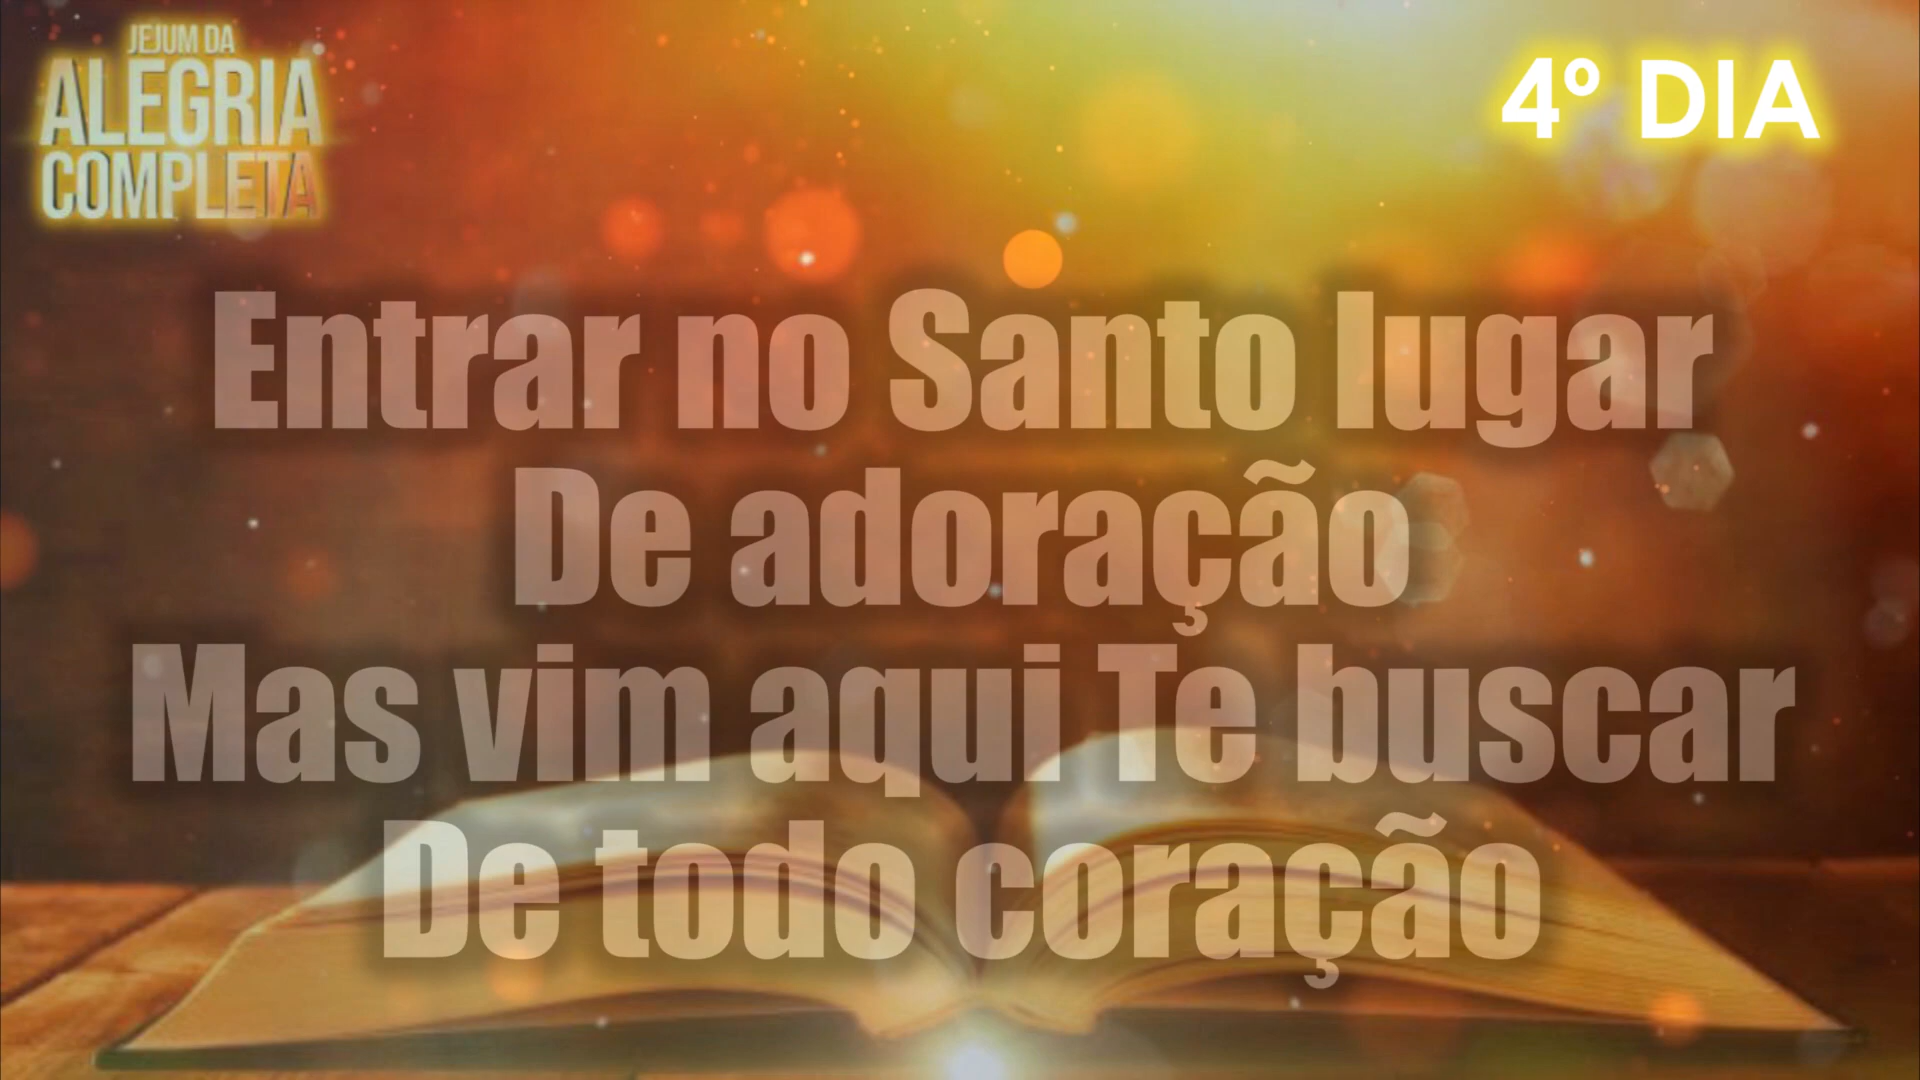 JEJUM DA
ALEGRIA
COMPLETA
4º DIA
Entrar no Santo lugar
De adoração
Mas vim aqui Te buscar
De todo coração